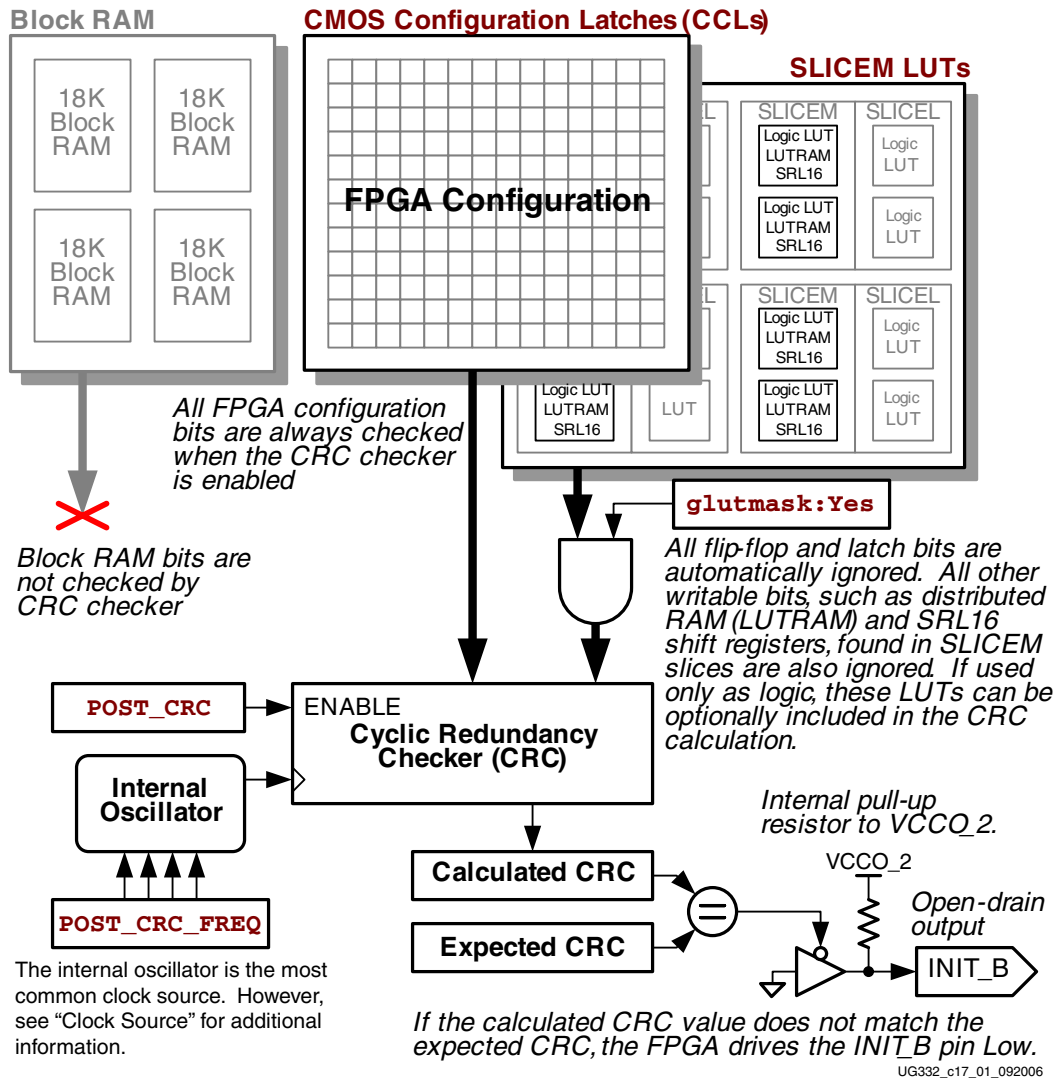 Block RAM
CMOS Configuration Latches (CCLs)
SLICEM LUTs
18K
Block
RAM
18K
Block
RAM
18K
Block
RAM
18K
Block
RAM
FPGA Configuration
EL
SLICEM
SLICEL
Logic LUT
LUTRAM
SRL16
Logic
LUT
Logic LUT
LUTRAM
SRL16
Logic
LUT
EL
SLICEM
SLICEL
Logic LUT
LUTRAM
SRL16
Logic
LUT
Logic LUT
LUTRAM
SRL16
LUT
Logic LUT
LUTRAM
SRL16
Logic
LUT
All FPGA configuration
bits are always checked
when the CRC checker
is enabled
Block RAM bits are
not checked by
CRC checker
glutmask:Yes
All flip-flop and latch bits are
automatically ignored. All other
writable bits, such as distributed
RAM (LUTRAM) and SRL16
shift registers, found in SLICEM
slices are also ignored. If used
only as logic, these LUTs can be
optionally included in the CRC
calculation.
POST_CRC
ENABLE
Cyclic Redundancy
Checker (CRC)
Internal
Oscillator
POST_CRC_FREQ
The internal oscillator is the most
common clock source. However,
see “Clock Source” for additional
information.
Calculated CRC
Expected CRC
=
Internal pull-up
resistor to VCCO_2.
VCCO_2
Open-drain
output
INIT_B
If the calculated CRC value does not match the
expected CRC, the FPGA drives the INIT_B pin Low.
UG332_c17_01_092006